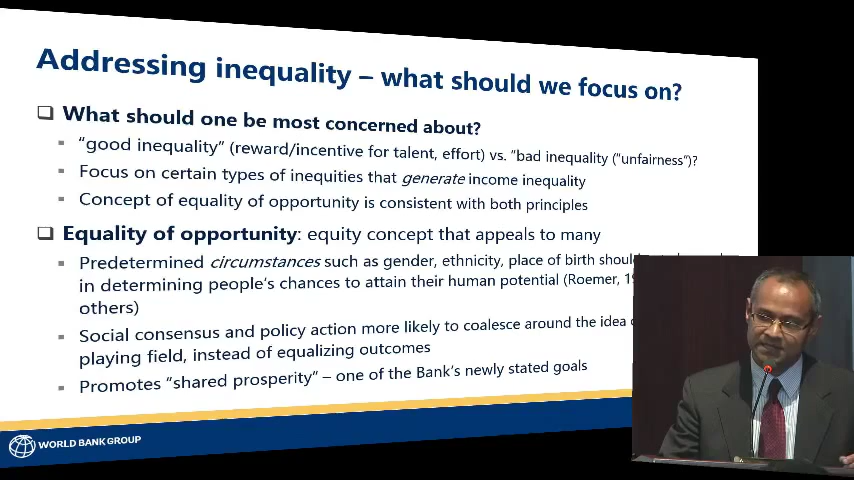 Addressing inequality – what should we focus on?
❑ What should one be most concerned about?
▪ "good inequality" (reward/incentive for talent, effort) vs. "bad inequality ("unfairness")?
▪ Focus on certain types of inequities that generate income inequality
▪ Concept of equality of opportunity is consistent with both principles
❑ Equality of opportunity: equity concept that appeals to many
▪ Predetermined circumstances such as gender, ethnicity, place of birth
in determining people's chances to attain their human potential (Roemer,
others)
▪ Social consensus and policy action more likely to coalesce around the idea
playing field, instead of equalizing outcomes
▪ Promotes "shared prosperity" – one of the Bank's newly stated goals
WORLD BANK GROUP